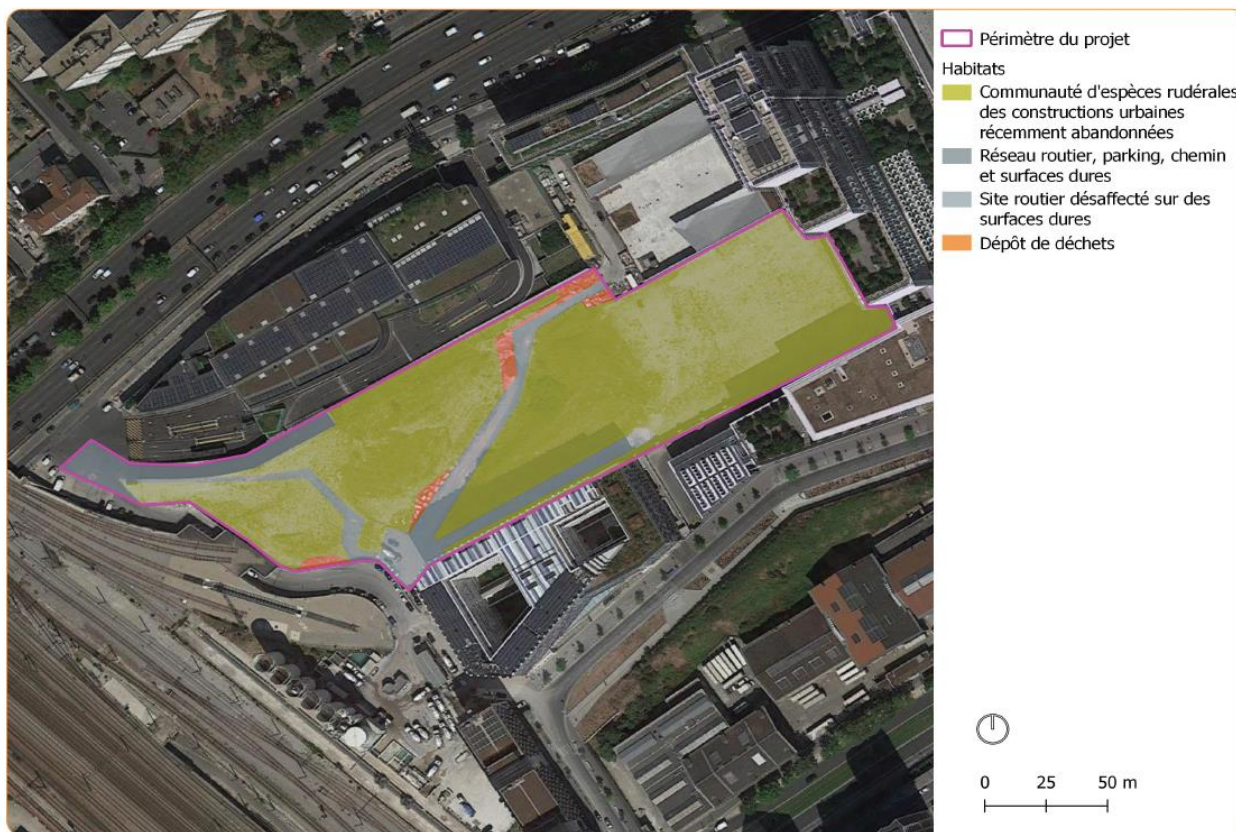 Périmètre du projet
Habitats
Communauté d'espèces rudérales
des constructions urbaines
récemment abandonnées
Réseau routier, parking, chemin
et surfaces dures
Site routier désaffecté sur des
surfaces dures
Dépôt de déchets
0 25 50 m